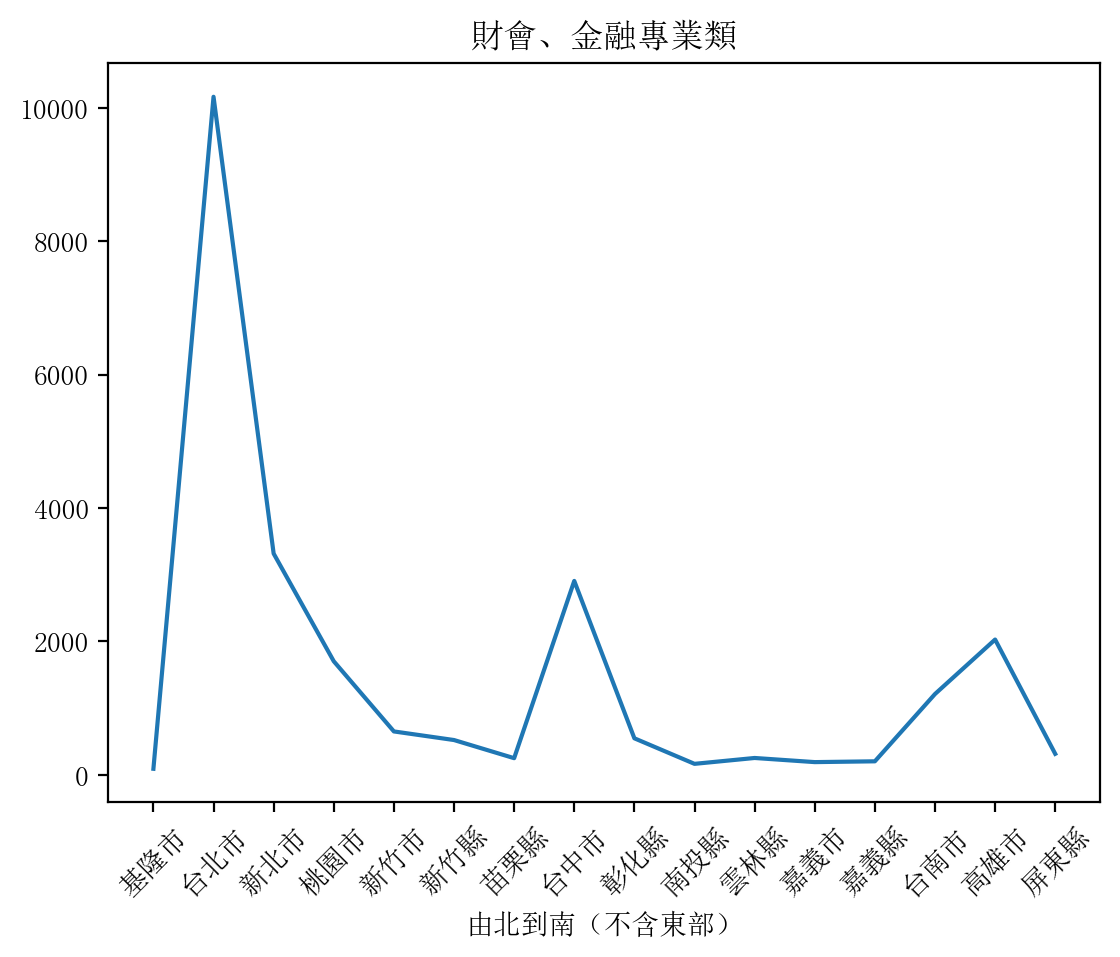 財會、金融專業類
10000
8000
6000
4000
2000
0
基隆市
台北市
新北市
桃園市
新竹市
新竹縣
苗栗縣
台中市
彰化縣
南投縣
雲林縣
嘉義市
嘉義縣
台南市
高雄市
屏東縣
由北到南（不含東部）